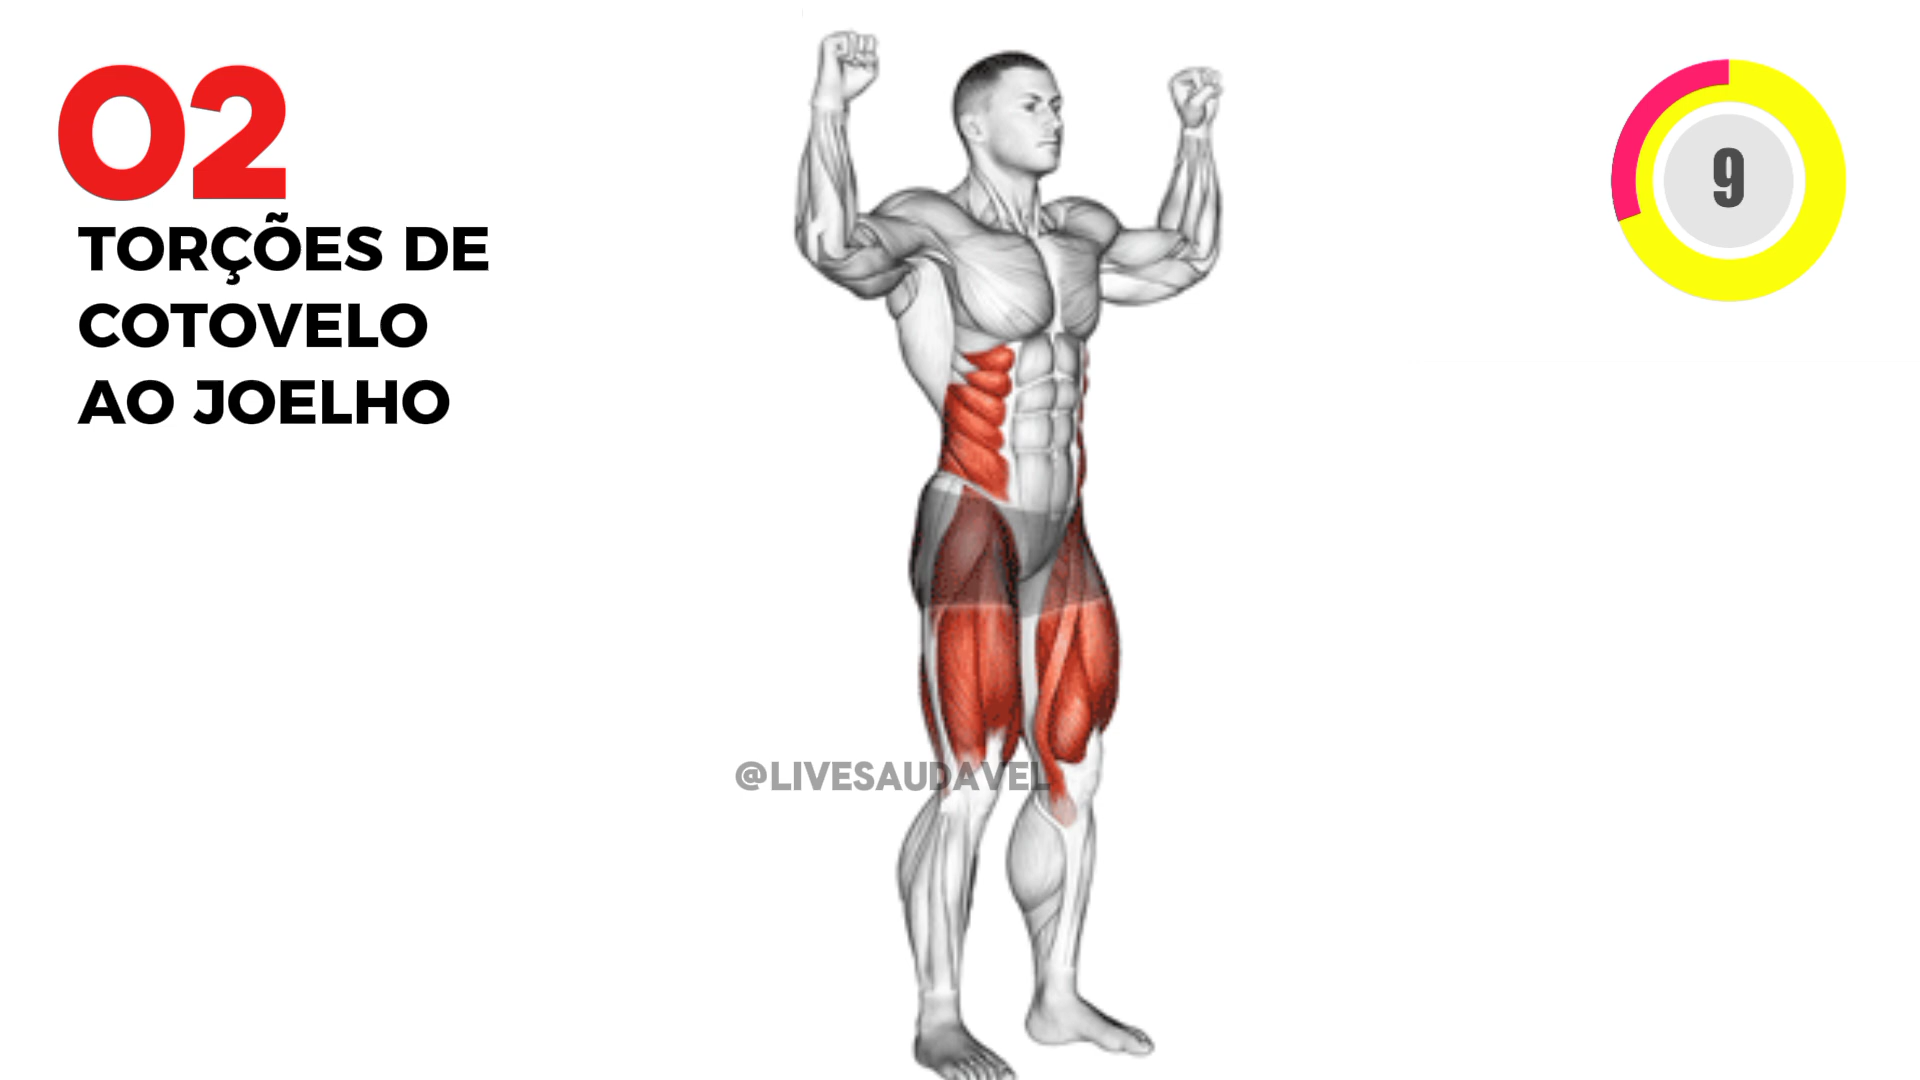 02
TORÇÕES DE
COTOVELO
AO JOELHO
9
@LIVESAUDAVEL